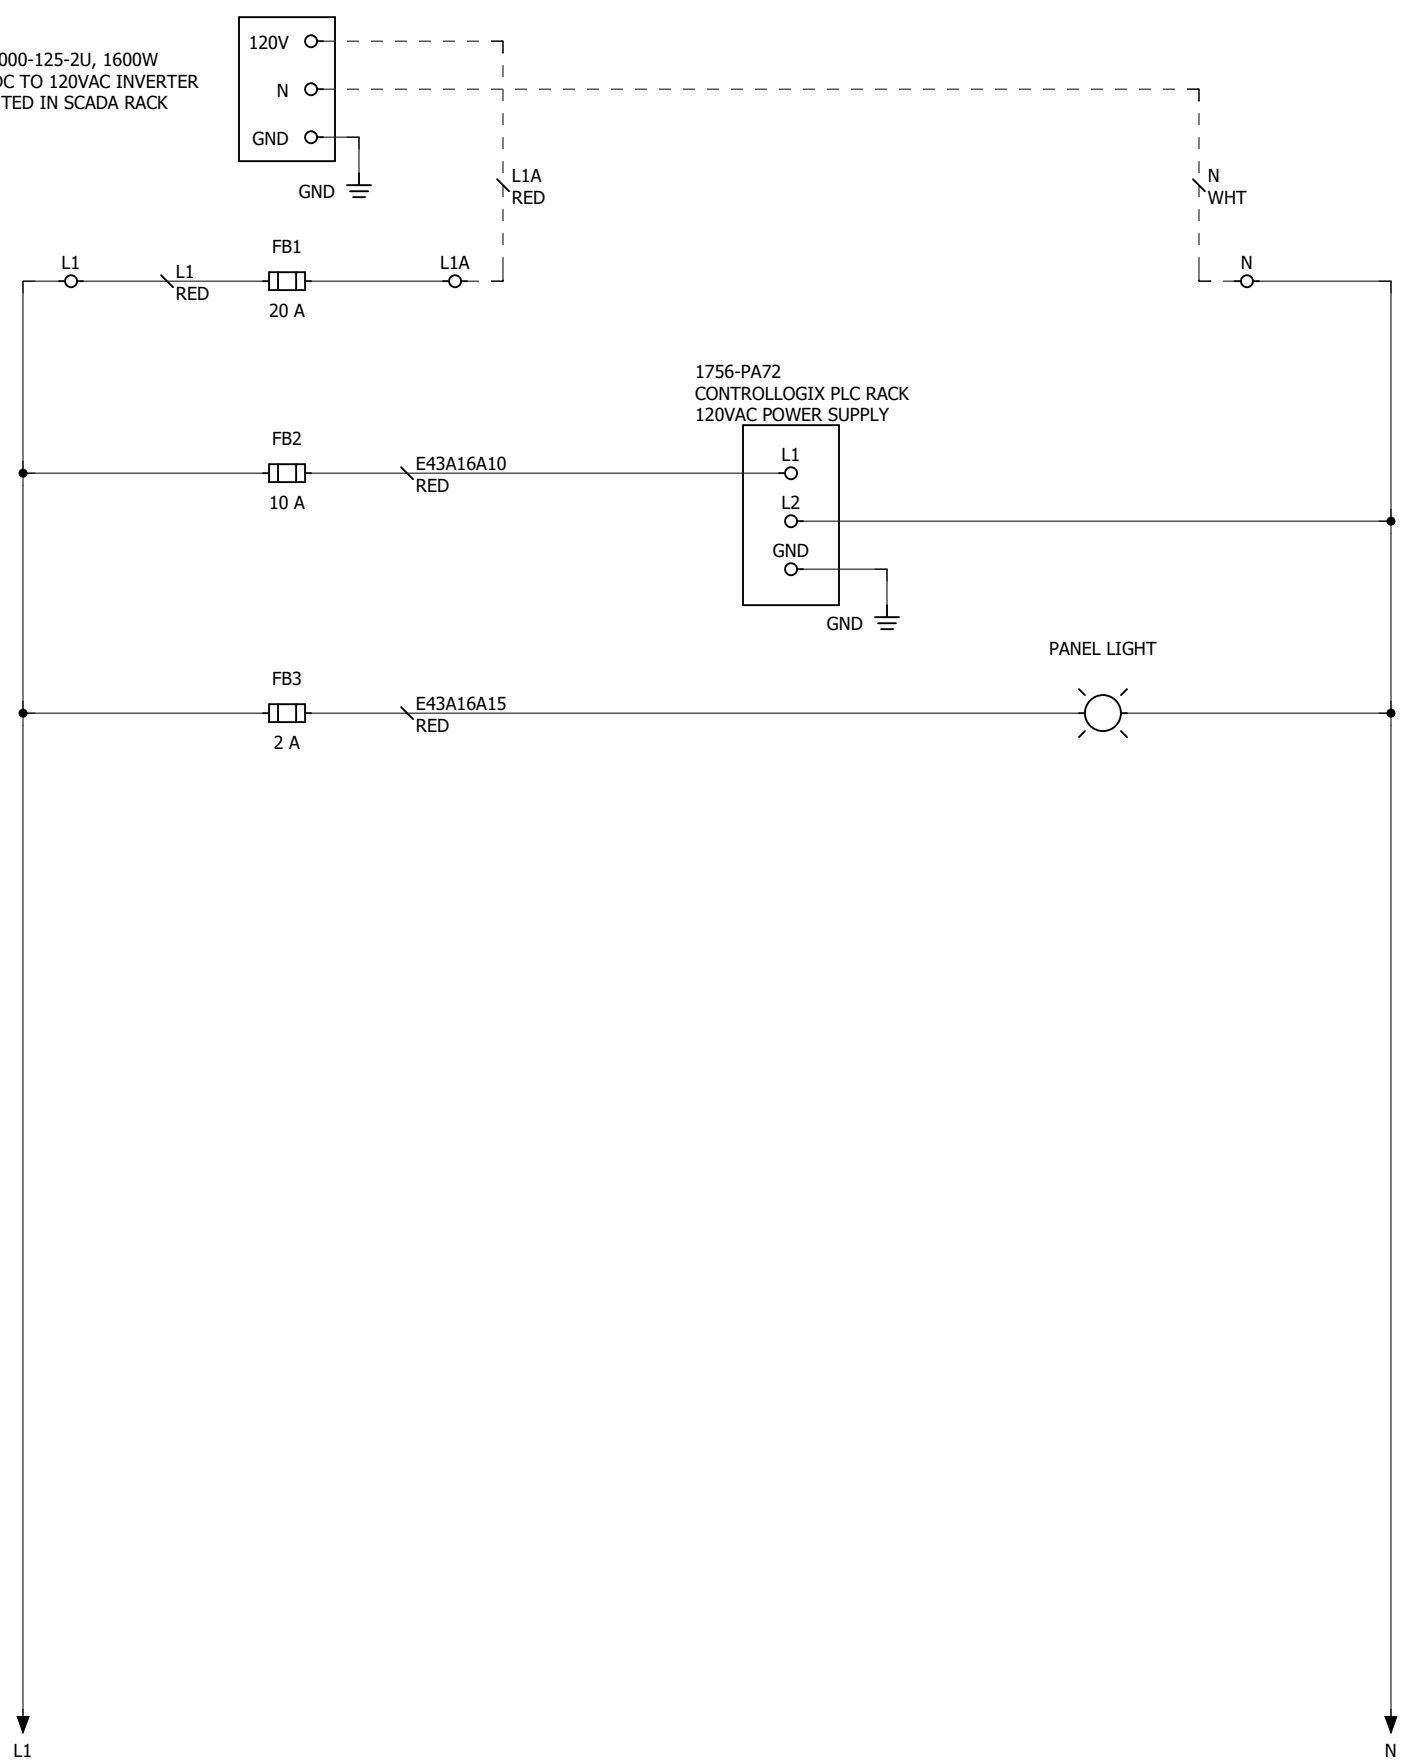 000-125-2U, 1600W
DC TO 120VAC INVERTER
TED IN SCADA RACK
120V
N
GND
GND
L1A
RED
N
WHT
L1
L1
RED
FB1
20 A
L1A
N
1756-PA72
CONTROLLOGIX PLC RACK
120VAC POWER SUPPLY
FB2
10 A
E43A16A10
RED
L1
L2
GND
GND
PANEL LIGHT
FB3
2 A
E43A16A15
RED
L1
N